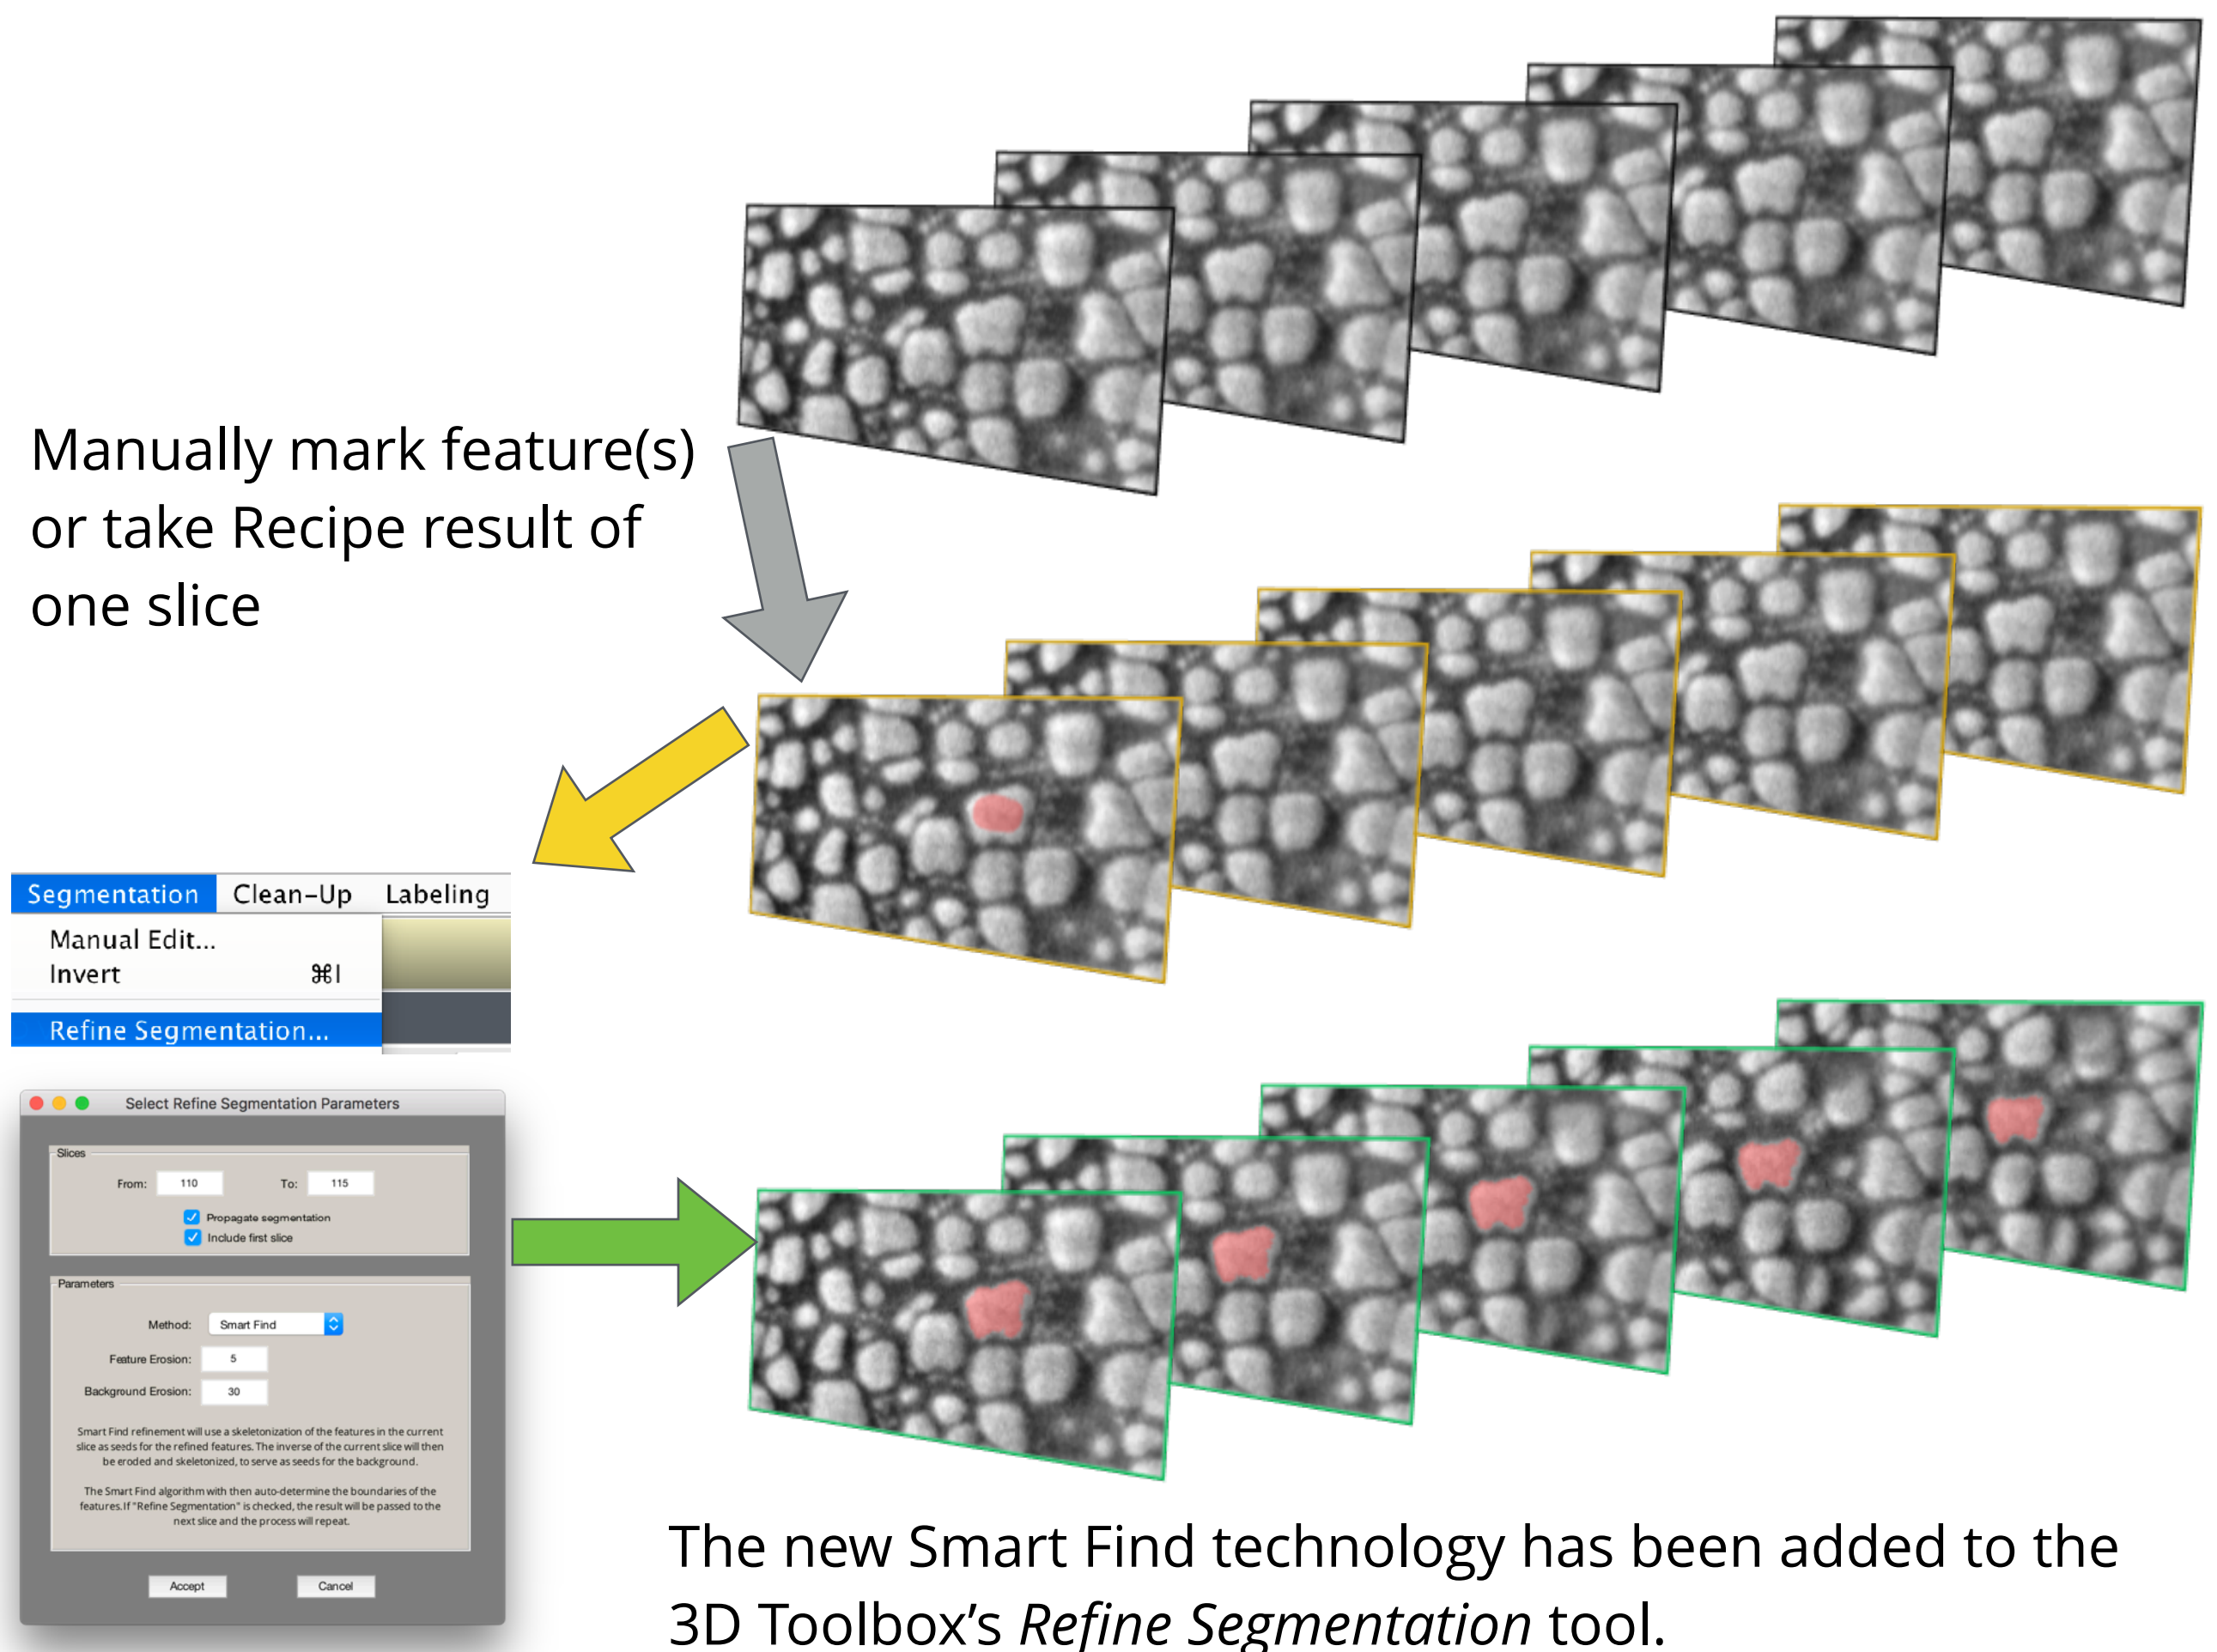 Manually mark feature(s)
or take Recipe result of
one slice
Segmentation Clean-Up Labeling
Manual Edit...
Invert ⌘I
Refine Segmentation...
Select Refine Segmentation Parameters
Slices
From: 110 To: 115
Propagate segmentation
Include first slice
Parameters
Method: Smart Find
Feature Erosion: 5
Background Erosion: 30
Smart Find refinement will use a skeletonization of the features in the current
slice as seeds for the refined features. The inverse of the current slice will then
be eroded and skeletonized, to serve as seeds for the background.
The Smart Find algorithm with then auto-determine the boundaries of the
features.If "Refine Segmentation" is checked, the result will be passed to the
next slice and the process will repeat.
Accept Cancel
The new Smart Find technology has been added to the
3D Toolbox’s Refine Segmentation tool.